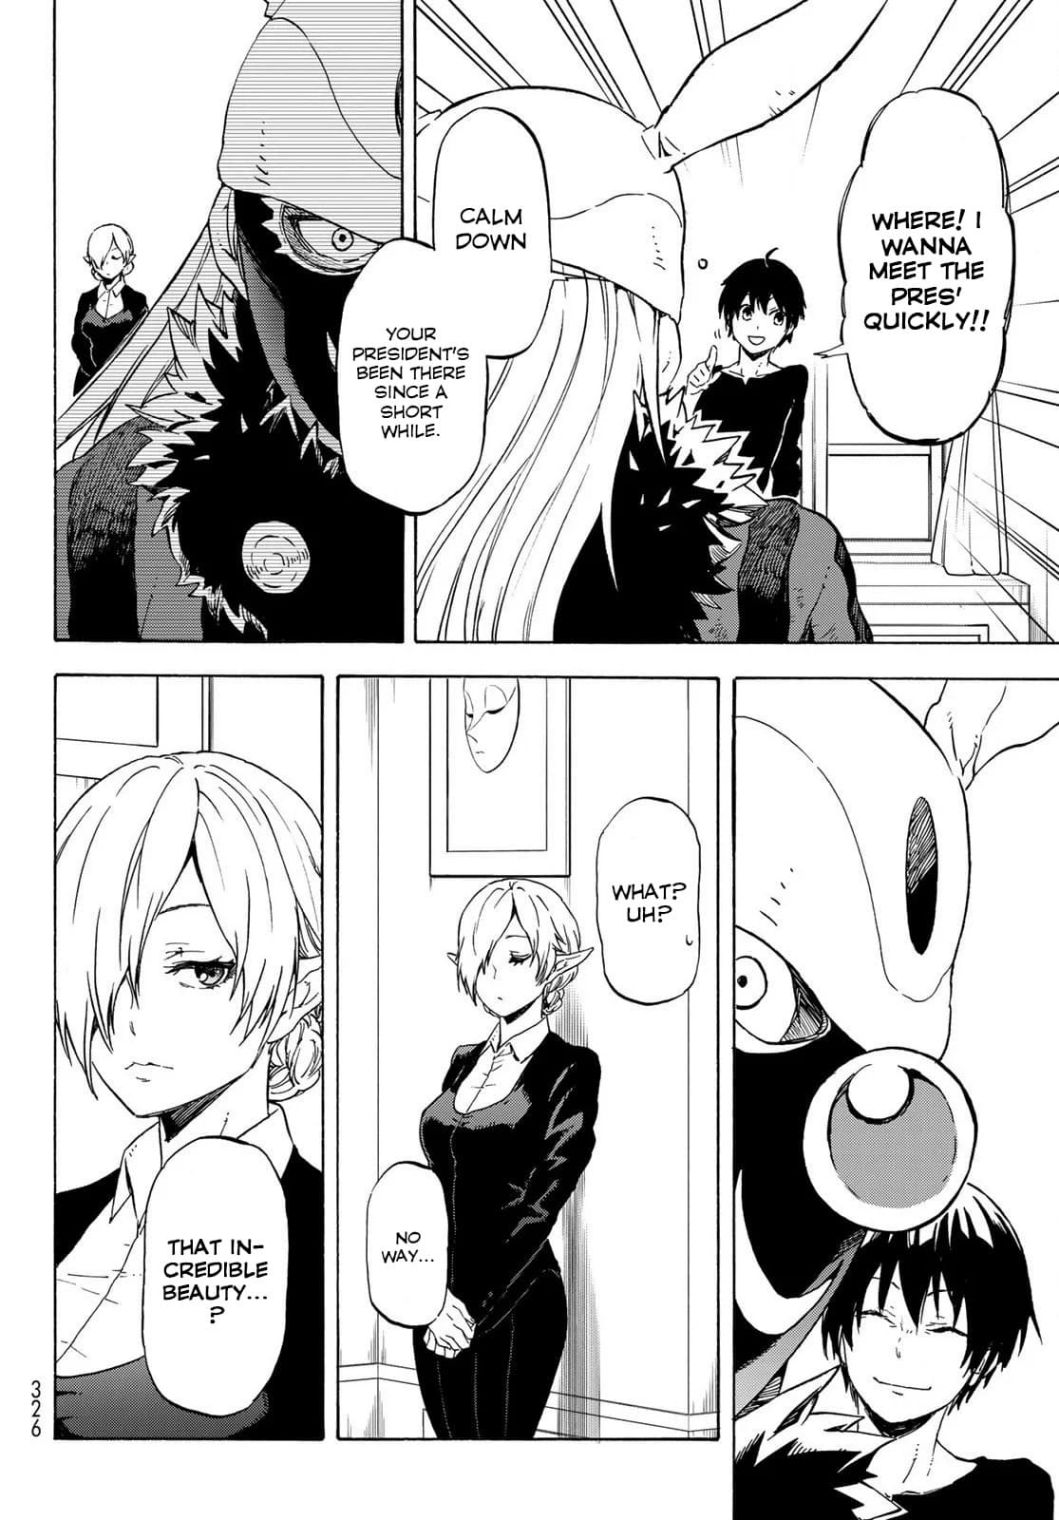 WHERE! I
WANNA
MEET THE
PRES'
QUICKLY!!
CALM
DOWN
YOUR
PRESIDENT'S
BEEN THERE
SINCE A
SHORT
WHILE.
WHAT?
UH?
NO
WAY...
THAT IN-
CREDIBLE
BEAUTY...
?
326